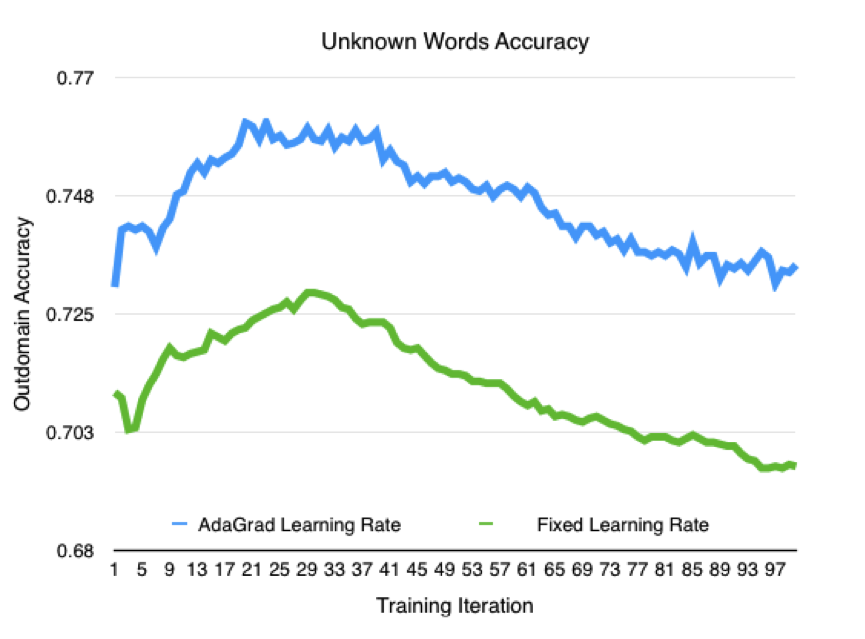 Unknown Words Accuracy
0.77
0.748
0.725
0.703
0.68
Outdomain Accuracy
AdaGrad Learning Rate Fixed Learning Rate
1 5 9 13 17 21 25 29 33 37 41 45 49 53 57 61 65 69 73 77 81 85 89 93 97
Training Iteration